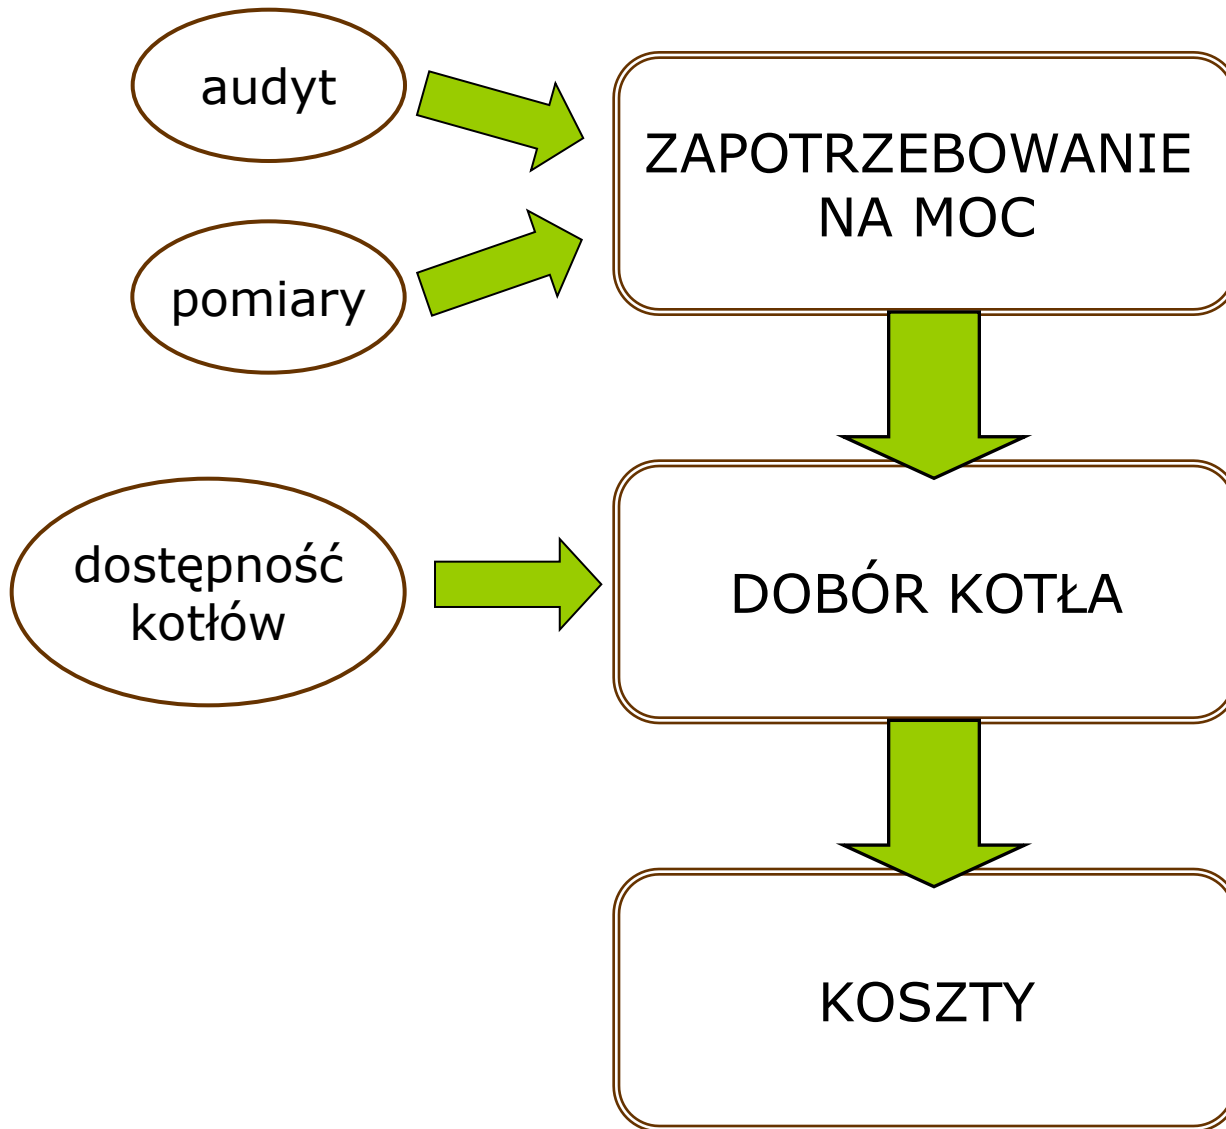 audyt
ZAPOTRZEBOWANIE
NA MOC
pomiary
dostępność
kotłów
DOBÓR KOTŁA
KOSZTY